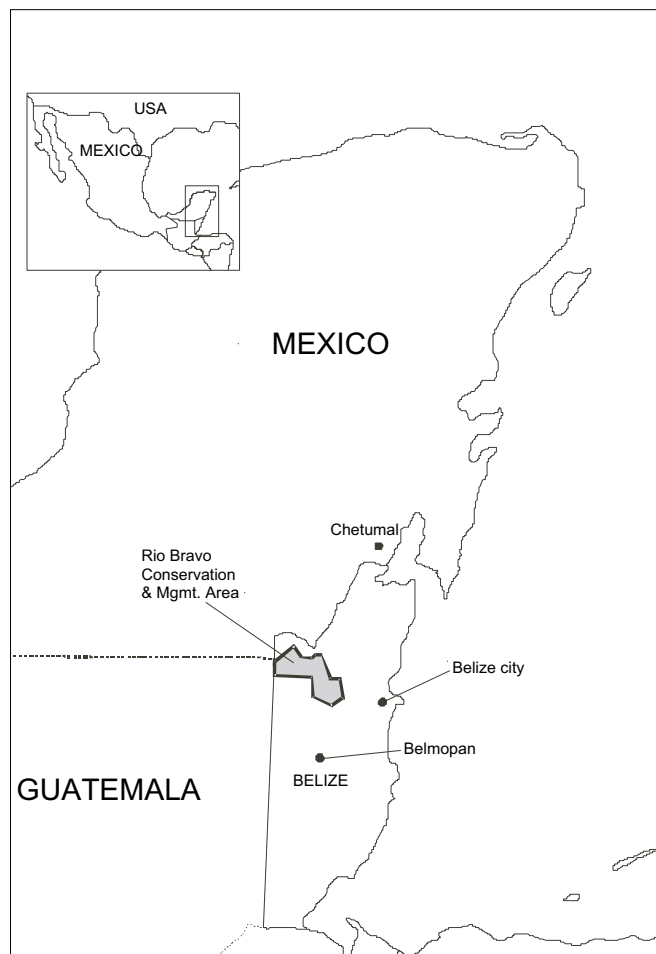 USA
MEXICO
MEXICO
Chetumal
Rio Bravo
Conservation
& Mgmt. Area
Belize city
Belmopan
BELIZE
GUATEMALA